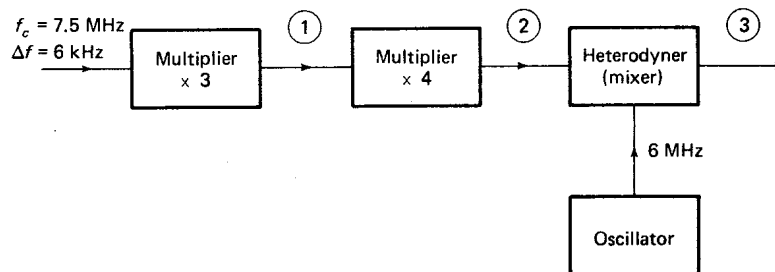 f_c = 7.5 MHz
Δf = 6 kHz
Multiplier
× 3
1
Multiplier
× 4
2
Heterodyner
(mixer)
3
6 MHz
Oscillator